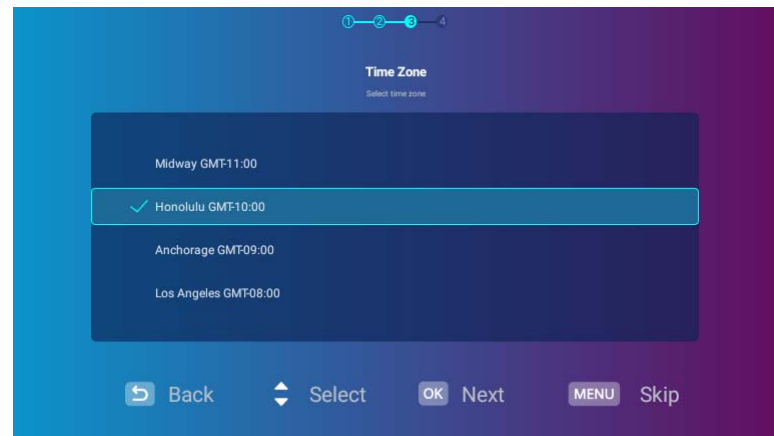 1 2 3 4
Time Zone
Select time zone
Midway GMT-11:00
Honolulu GMT-10:00
Anchorage GMT-09:00
Los Angeles GMT-08:00
Back Select OK Next MENU Skip